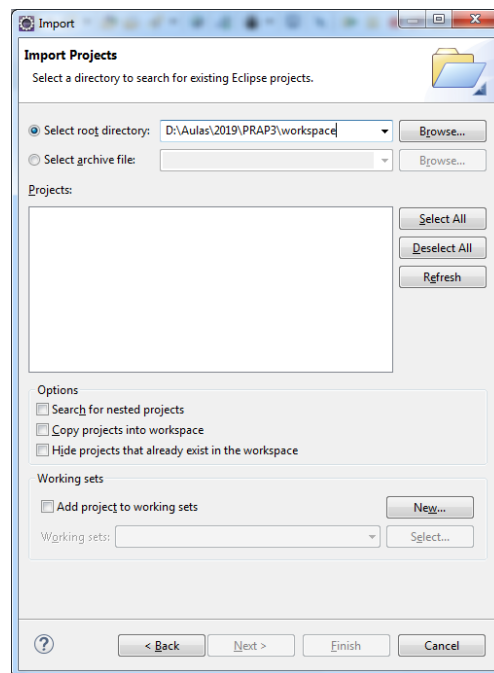 Import
Import Projects
Select a directory to search for existing Eclipse projects.
Select root directory: D:\Aulas\2019\PRAP3\workspace Browse...
Select archive file: Browse...
Projects:
Select All
Deselect All
Refresh
Options
Search for nested projects
Copy projects into workspace
Hide projects that already exist in the workspace
Working sets
Add project to working sets New...
Working sets: Select...
? < Back Next > Finish Cancel